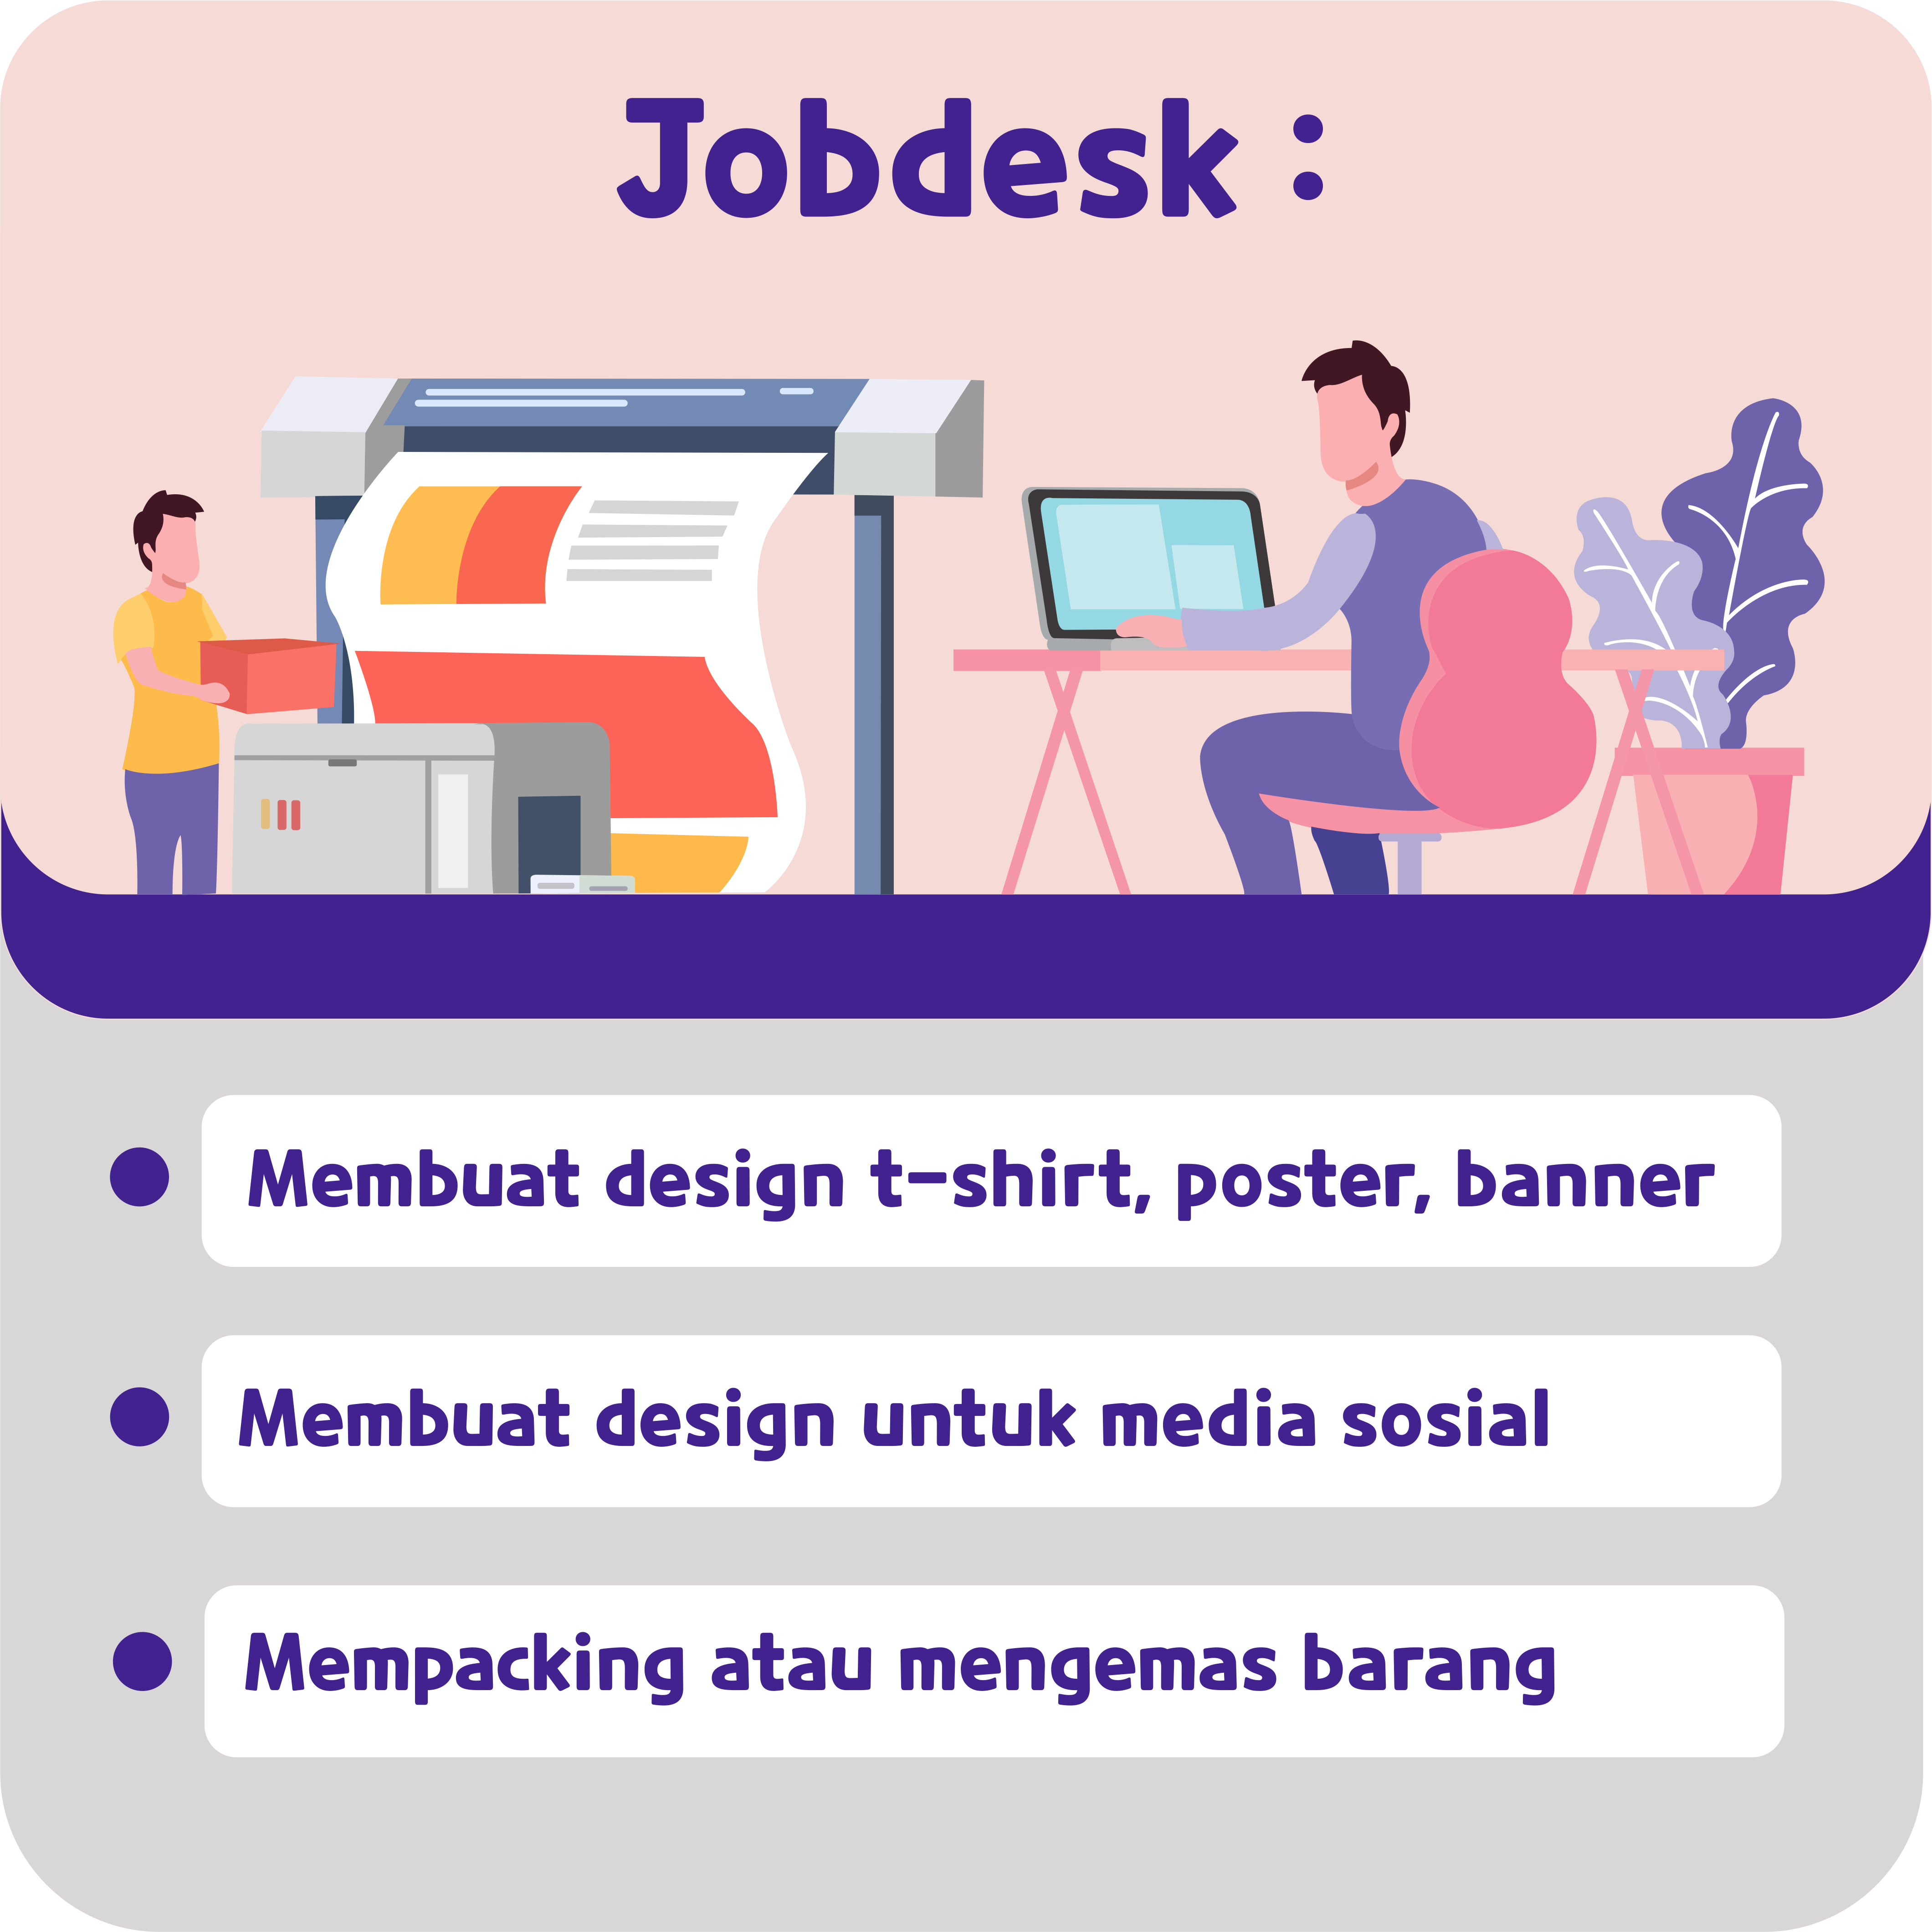 Jobdesk :
Membuat design t-shirt, poster, banner
Membuat design untuk media sosial
Mempacking atau mengemas barang